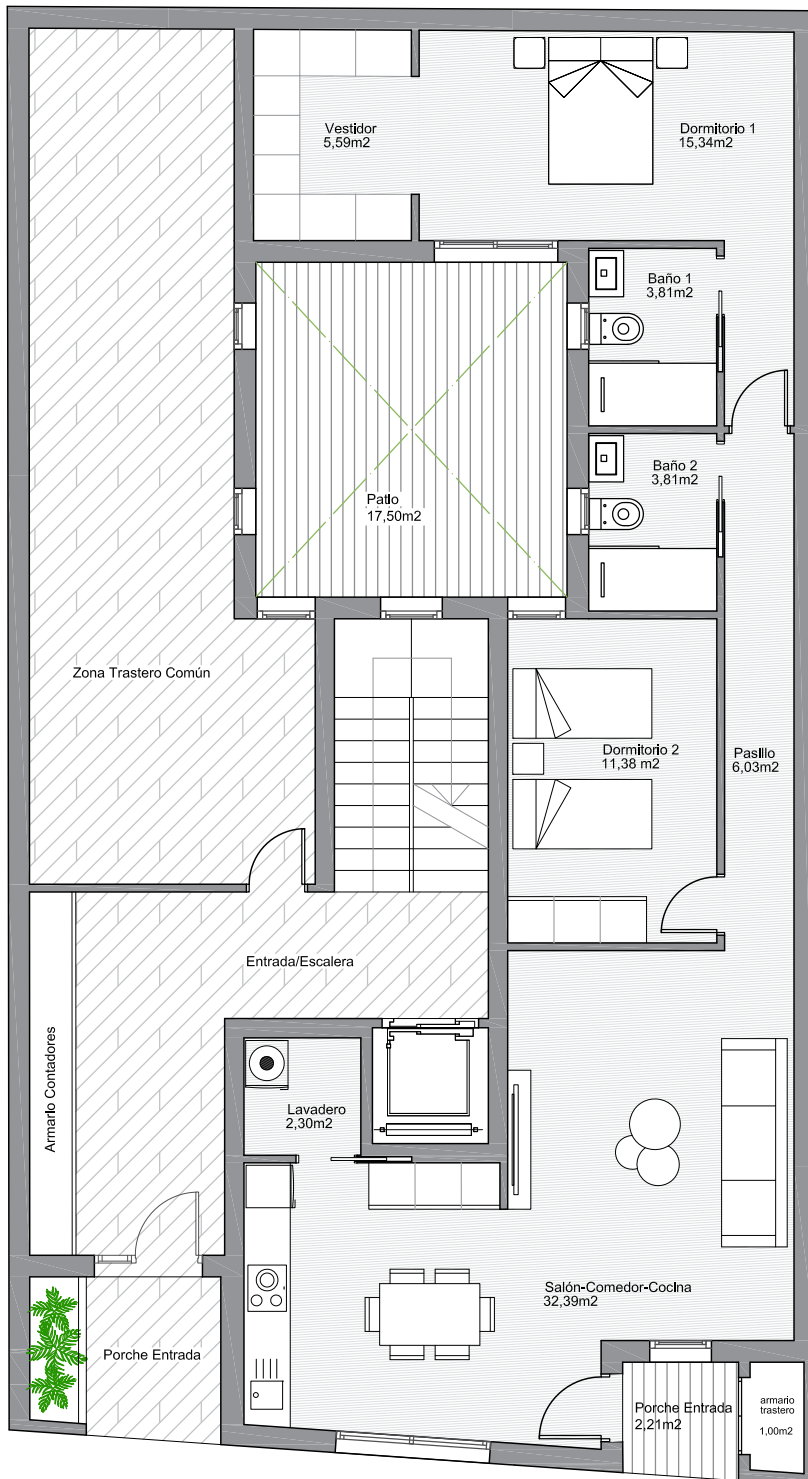 Vestidor
5,59m2
Dormitorio 1
15,34m2
Baño 1
3,81m2
Baño 2
3,81m2
Patio
17,50m2
Zona Trastero Común
Dormitorio 2
11,38 m2
Pasillo
6,03m2
Entrada/Escalera
Armario Contadores
Lavadero
2,30m2
Salón-Comedor-Cocina
32,39m2
Porche Entrada
Porche Entrada
2,21m2
armario
trastero
1,00m2